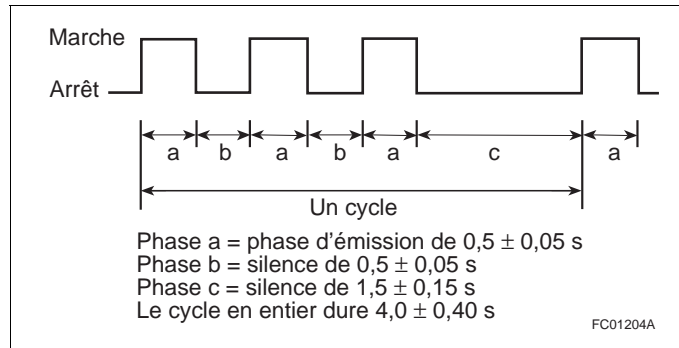 Marche
Arrêt
a b a b a c a
Un cycle
Phase a = phase d'émission de 0,5 ± 0,05 s
Phase b = silence de 0,5 ± 0,05 s
Phase c = silence de 1,5 ± 0,15 s
Le cycle en entier dure 4,0 ± 0,40 s
FC01204A